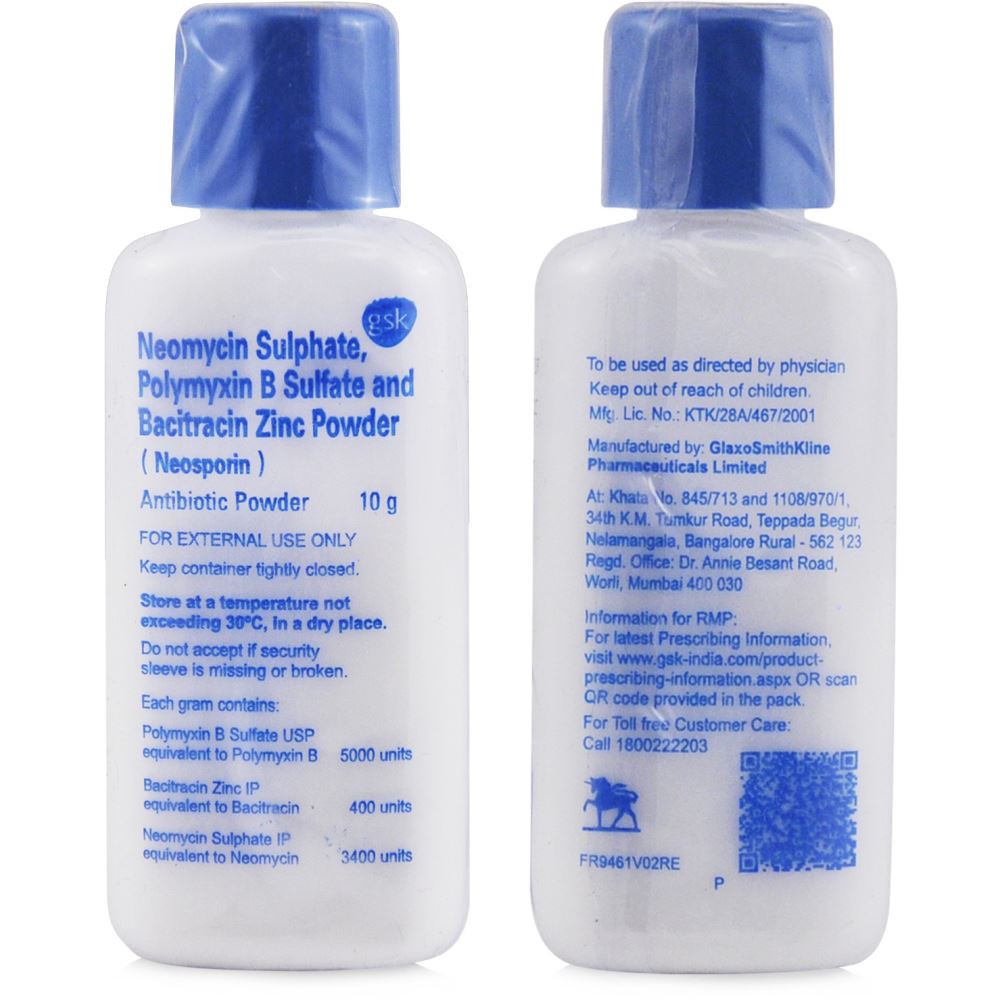 gsk
Neomycin Sulphate,
Polymyxin B Sulfate and
Bacitracin Zinc Powder
( Neosporin )
Antibiotic Powder 10 g
FOR EXTERNAL USE ONLY
Keep container tightly closed.
Store at a temperature not
exceeding 30ºC, in a dry place.
Do not accept if security
sleeve is missing or broken.
Each gram contains:
Polymyxin B Sulfate USP
equivalent to Polymyxin B 5000 units
Bacitracin Zinc IP
equivalent to Bacitracin 400 units
Neomycin Sulphate IP
equivalent to Neomycin 3400 units
To be used as directed by physician
Keep out of reach of children.
Mfg. Lic. No.: KTK/28A/467/2001
Manufactured by: GlaxoSmithKline
Pharmaceuticals Limited
At: Khata No. 845/713 and 1108/970/1,
34th K.M. Tumkur Road, Teppada Begur,
Nelamangala, Bangalore Rural - 562 123
Regd. Office: Dr. Annie Besant Road,
Worli, Mumbai 400 030
Information for RMP:
For latest Prescribing Information,
visit www.gsk-india.com/product-
prescribing-information.aspx OR scan
QR code provided in the pack.
For Toll free Customer Care:
Call 1800222203
FR9461V02RE
P